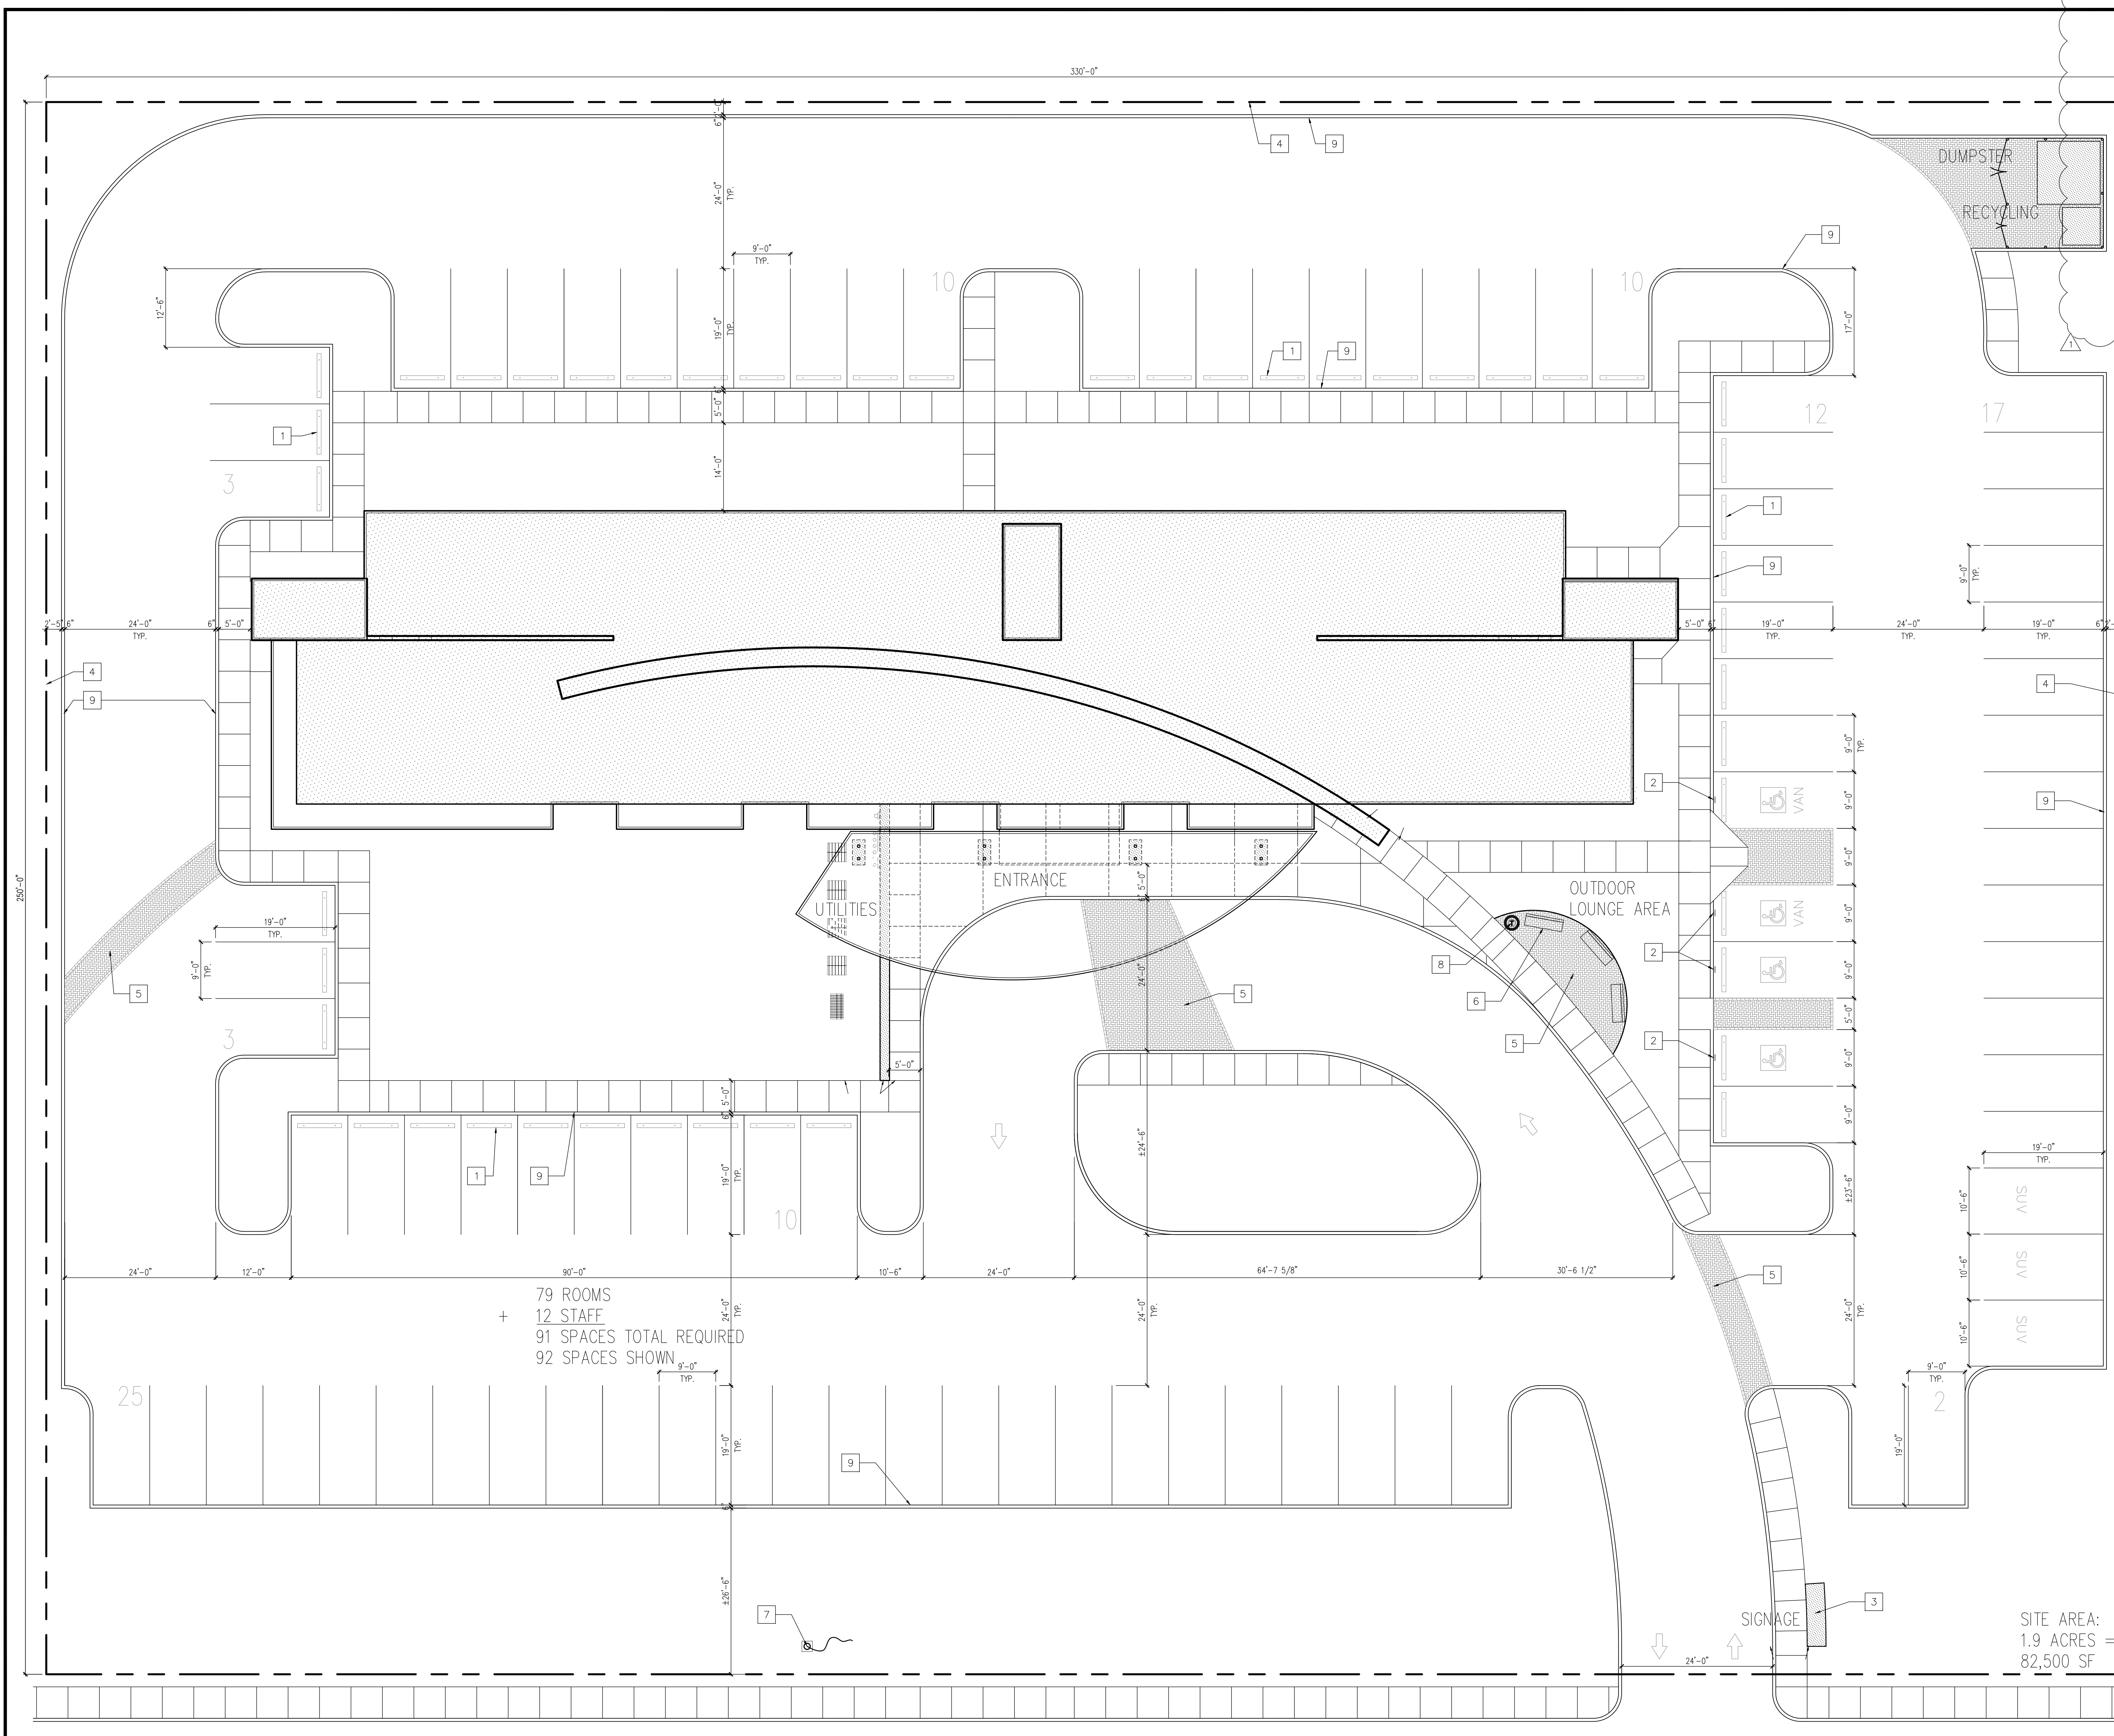 330'-0"
6" 2'-0"
4
9
DUMPSTER
RECYCLING
24'-0"
TYP.
9'-0"
TYP.
9
10
10
12'-6"
19'-0"
TYP.
17'-0"
1
9
1
6"
5'-0"
12
17
1
14'-0"
3
1
9
9'-0"
TYP.
2'-5"
6"
24'-0"
TYP.
6"
5'-0"
5'-0"
6"
19'-0"
TYP.
24'-0"
TYP.
19'-0"
TYP.
6"
4
9
4
9'-0"
TYP.
2
VAN
9'-0"
9
250'-0"
9'-0"
ENTRANCE
5'-0"
6"
UTILITIES
OUTDOOR
LOUNGE AREA
VAN
9'-0"
19'-0"
TYP.
9'-0"
TYP.
5
24'-0"
5
8
6
2
9'-0"
5'-0"
3
5
2
9'-0"
5'-0"
5'-0"
6"
9'-0"
1
9
19'-0"
TYP.
±24'-6"
19'-0"
TYP.
10
±23'-6"
10'-6"
SUV
24'-0"
12'-0"
90'-0"
10'-6"
24'-0"
64'-7 5/8"
30'-6 1/2"
5
10'-6"
SUV
79 ROOMS
+ 12 STAFF
91 SPACES TOTAL REQUIRED
92 SPACES SHOWN
24'-0"
TYP.
24'-0"
TYP.
24'-0"
TYP.
10'-6"
SUV
9'-0"
TYP.
9'-0"
TYP.
25
2
19'-0"
TYP.
19'-0"
9
6"
±26'-6"
7
SIGNAGE
3
24'-0"
SITE AREA:
1.9 ACRES =
82,500 SF